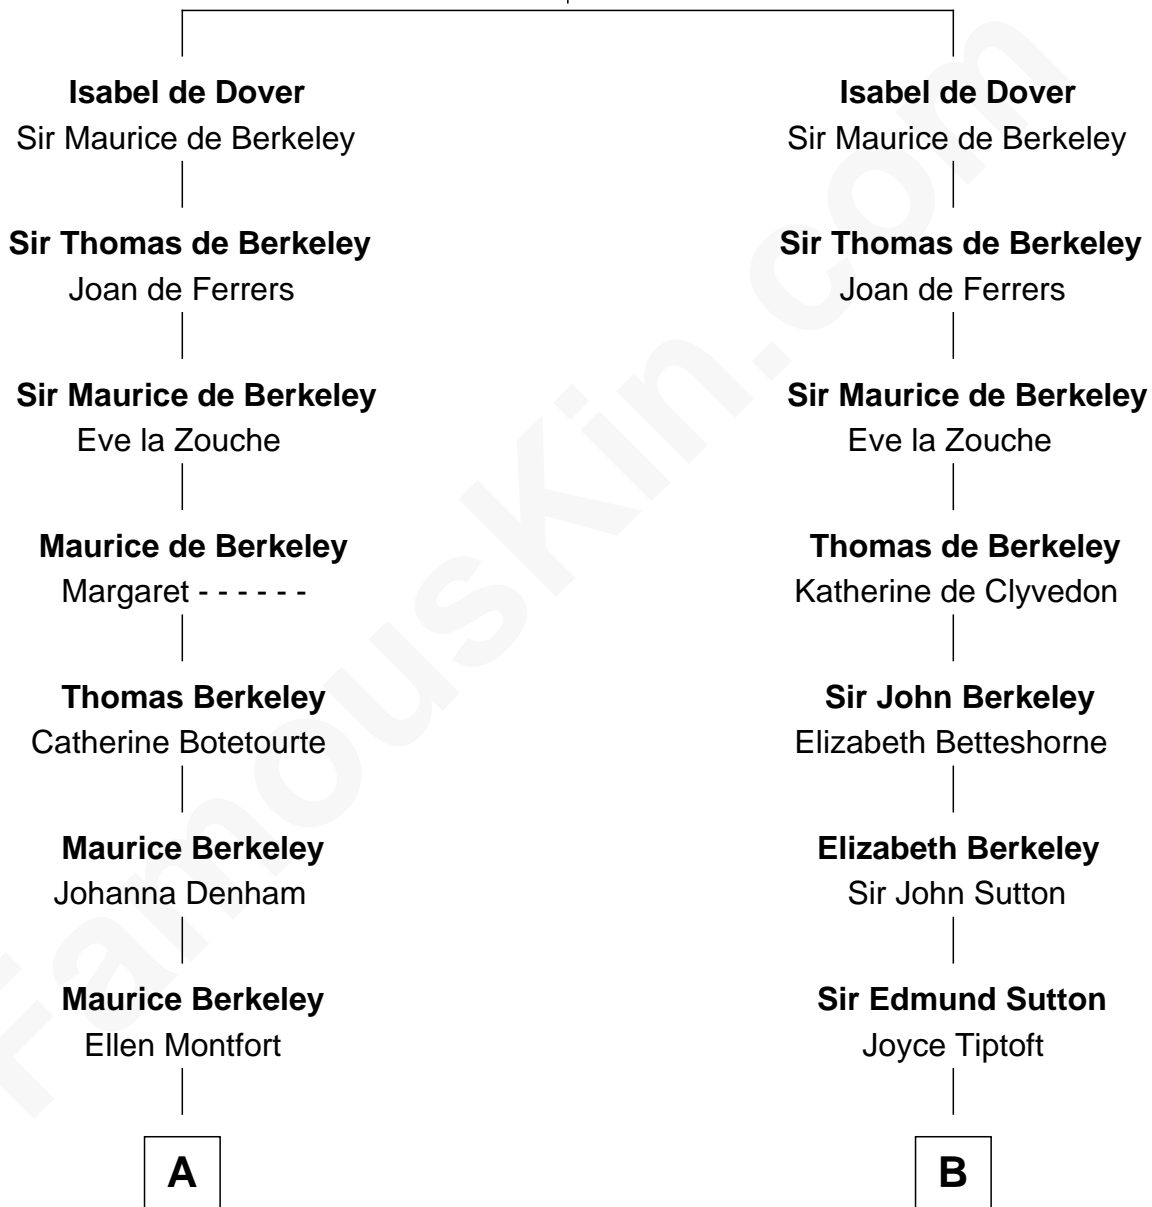 Isabel de Dover
Sir Maurice de Berkeley
Sir Thomas de Berkeley
Joan de Ferrers
Sir Maurice de Berkeley
Eve la Zouche
Maurice de Berkeley
Margaret - - - - - -
Thomas Berkeley
Catherine Botetourte
Maurice Berkeley
Johanna Denham
Maurice Berkeley
Ellen Montfort
A
Isabel de Dover
Sir Maurice de Berkeley
Sir Thomas de Berkeley
Joan de Ferrers
Sir Maurice de Berkeley
Eve la Zouche
Thomas de Berkeley
Katherine de Clyvedon
Sir John Berkeley
Elizabeth Betteshorne
Elizabeth Berkeley
Sir John Sutton
Sir Edmund Sutton
Joyce Tiptoft
B
FamousKin.com